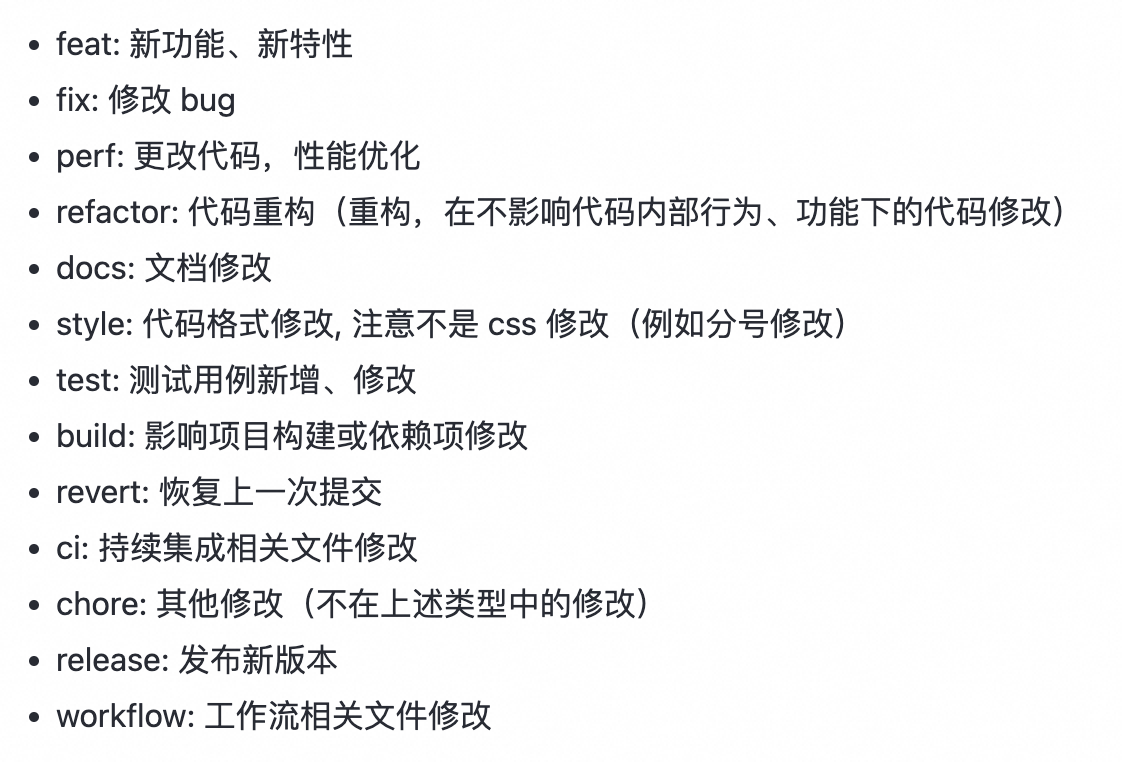 • feat: 新功能、新特性
• fix: 修改 bug
• perf: 更改代码，性能优化
• refactor: 代码重构（重构，在不影响代码内部行为、功能下的代码修改）
• docs: 文档修改
• style: 代码格式修改, 注意不是 css 修改（例如分号修改）
• test: 测试用例新增、修改
• build: 影响项目构建或依赖项修改
• revert: 恢复上一次提交
• ci: 持续集成相关文件修改
• chore: 其他修改（不在上述类型中的修改）
• release: 发布新版本
• workflow: 工作流相关文件修改